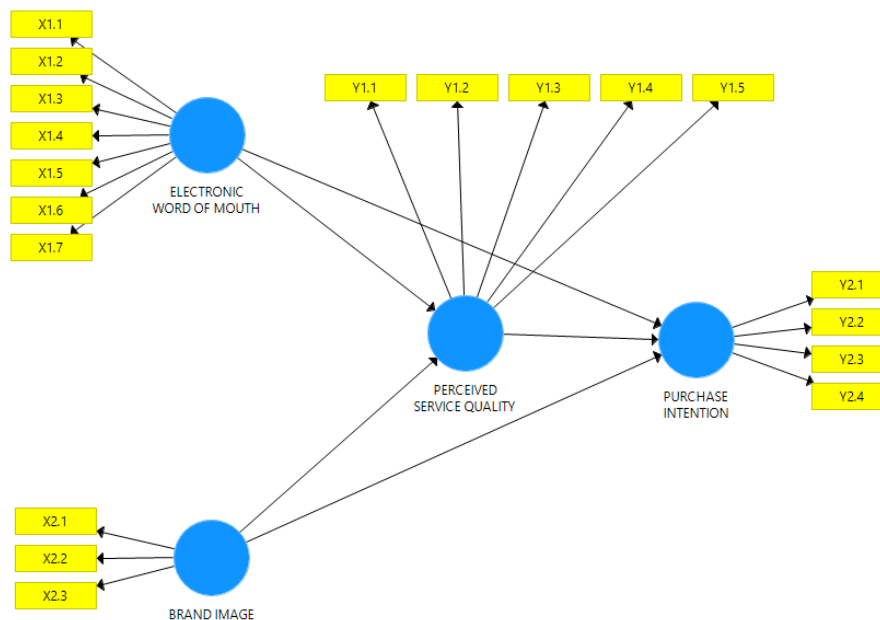 X1.1
X1.2
X1.3
X1.4
X1.5
X1.6
X1.7
ELECTRONIC
WORD OF MOUTH
Y1.1
Y1.2
Y1.3
Y1.4
Y1.5
PERCEIVED
SERVICE QUALITY
PURCHASE
INTENTION
Y2.1
Y2.2
Y2.3
Y2.4
X2.1
X2.2
X2.3
BRAND IMAGE